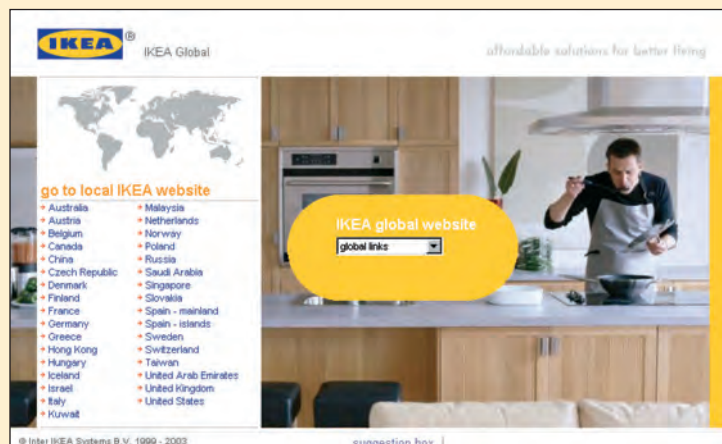 IKEA ®
IKEA Global
affordable solutions for better living
go to local IKEA website
+ Australia
+ Austria
+ Belgium
+ Canada
+ China
+ Czech Republic
+ Denmark
+ Finland
+ France
+ Germany
+ Greece
+ Hong Kong
+ Hungary
+ Iceland
+ Israel
+ Italy
+ Kuwait
+ Malaysia
+ Netherlands
+ Norway
+ Poland
+ Russia
+ Saudi Arabia
+ Singapore
+ Slovakia
+ Spain - mainland
+ Spain - islands
+ Sweden
+ Switzerland
+ Taiwan
+ United Arab Emirates
+ United Kingdom
+ United States
IKEA global website
global links
© Inter IKEA Systems B.V. 1999 - 2003
suggestion box |